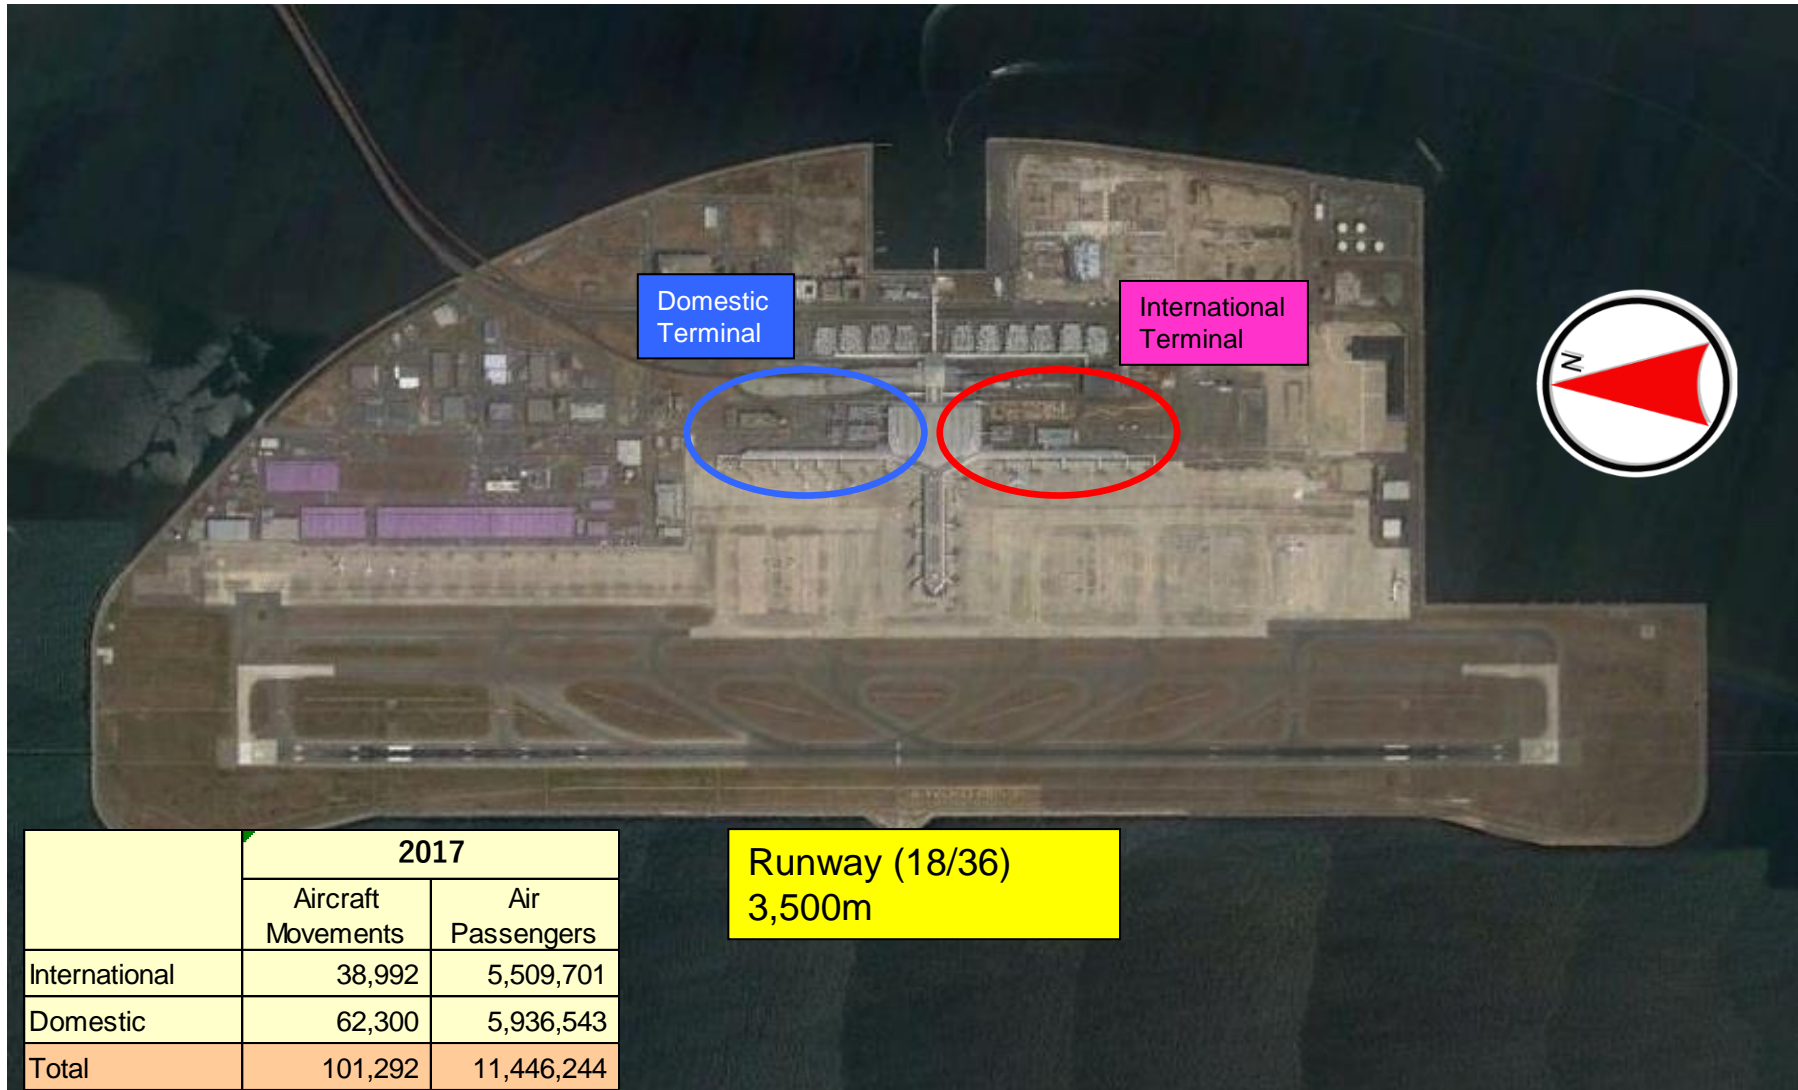 Domestic
Terminal
International
Terminal
N
Runway (18/36)
3,500m
2017
Aircraft
Movements
Air
Passengers
International 38,992 5,509,701
Domestic 62,300 5,936,543
Total 101,292 11,446,244